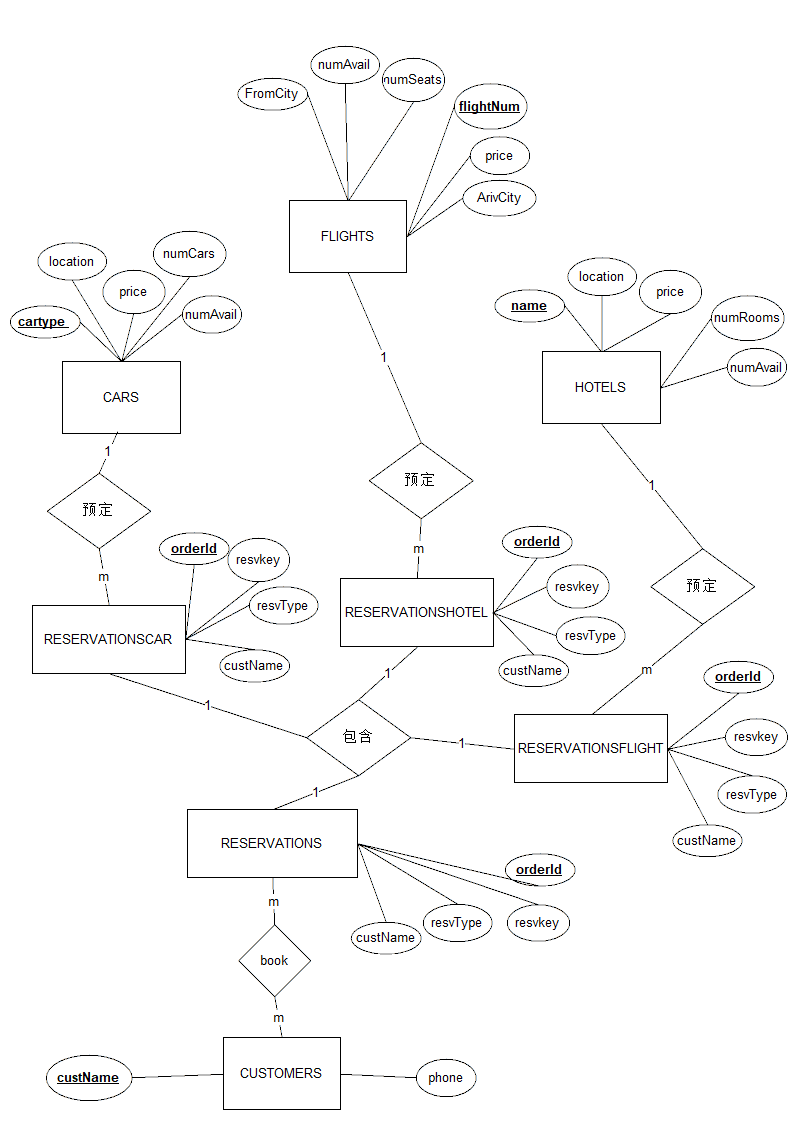 numAvail
numSeats
FromCity
flightNum
price
ArivCity
FLIGHTS
numCars
location
price
numAvail
cartype
CARS
location
price
name
numRooms
numAvail
HOTELS
1
1
1
预定
预定
预定
m
m
m
orderId
resvkey
resvType
custName
RESERVATIONSCAR
orderId
resvkey
resvType
custName
RESERVATIONSHOTEL
orderId
resvkey
resvType
custName
RESERVATIONSFLIGHT
1
1
1
包含
1
RESERVATIONS
orderId
resvkey
resvType
custName
m
book
m
CUSTOMERS
custName
phone